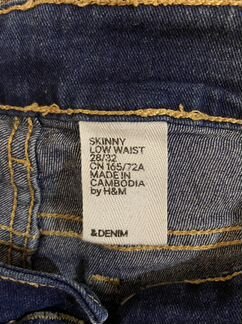 SKINNY
LOW WAIST
28/32
CN 165/72A
MADE IN
CAMBODIA
by H&M
&DENIM